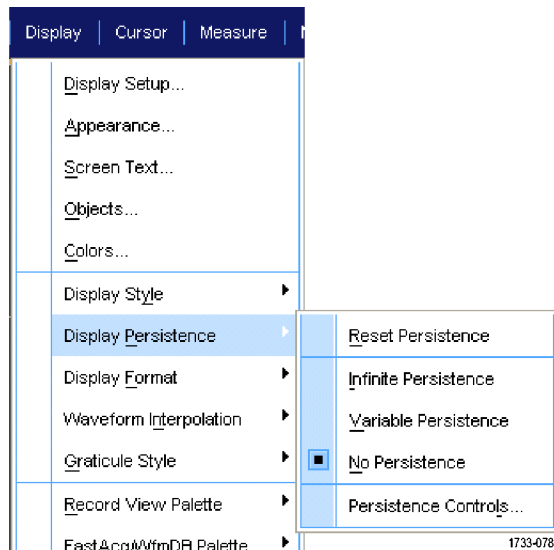 Display Cursor Measure
Display Setup...
Appearance...
Screen Text...
Objects...
Colors...
Display Style
Display Persistence
Display Format
Waveform Interpolation
Graticule Style
Record View Palette
FastAcq/WfmDB Palette
Reset Persistence
Infinite Persistence
Variable Persistence
No Persistence
Persistence Controls...
1733-078